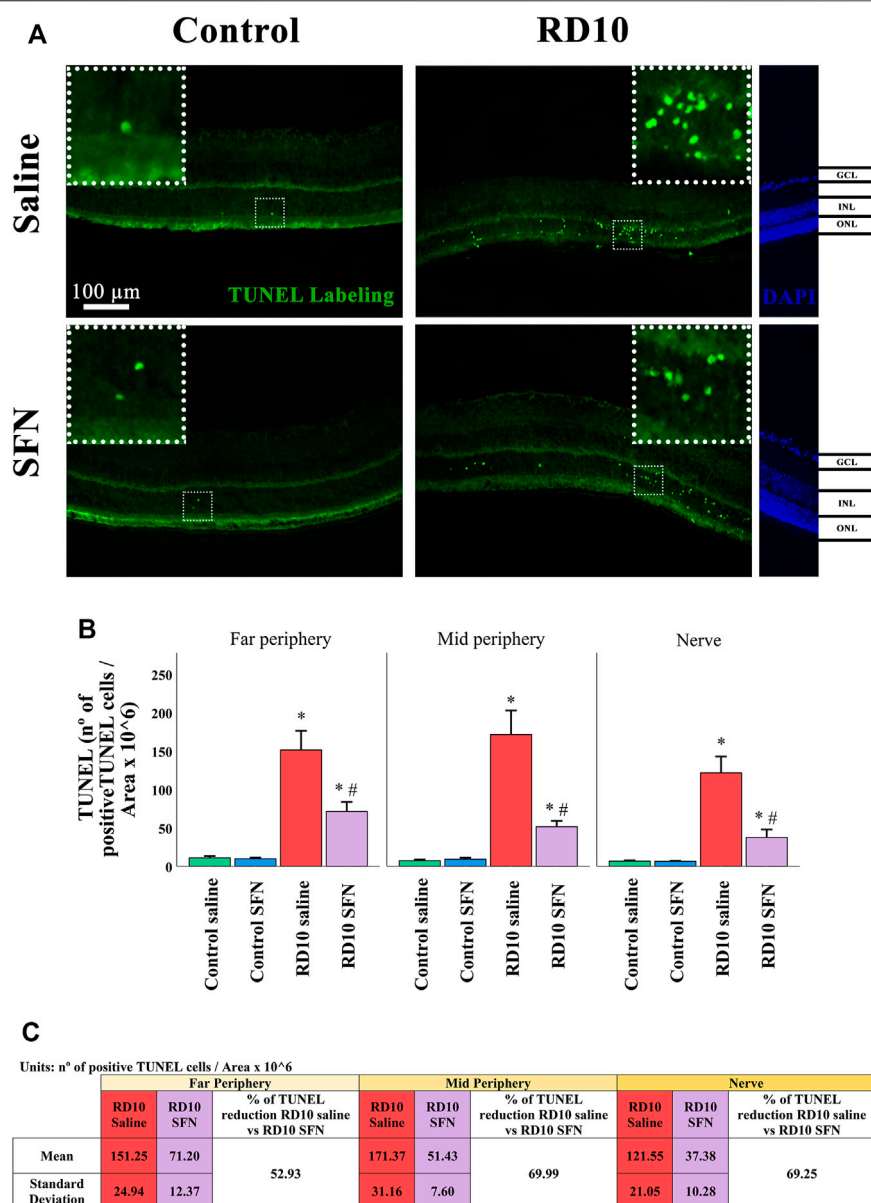 A
Control
RD10
Saline
GCL
INL
ONL
100 µm
TUNEL Labeling
DAPI
SFN
GCL
INL
ONL
B
Far periphery
Mid periphery
Nerve
TUNEL (nº of
positiveTUNEL cells /
Area x 10^6)
250
200
150
100
50
0
*
* #
*
* #
*
* #
Control saline
Control SFN
RD10 saline
RD10 SFN
Control saline
Control SFN
RD10 saline
RD10 SFN
Control saline
Control SFN
RD10 saline
RD10 SFN
C
Units: nº of positive TUNEL cells / Area x 10^6
Far Periphery Mid Periphery Nerve
RD10 Saline RD10 SFN % of TUNEL reduction RD10 saline vs RD10 SFN RD10 Saline RD10 SFN % of TUNEL reduction RD10 saline vs RD10 SFN RD10 Saline RD10 SFN % of TUNEL reduction RD10 saline vs RD10 SFN
Mean 151.25 71.20 52.93 171.37 51.43 69.99 121.55 37.38 69.25
Standard Deviation 24.94 12.37 31.16 7.60 21.05 10.28